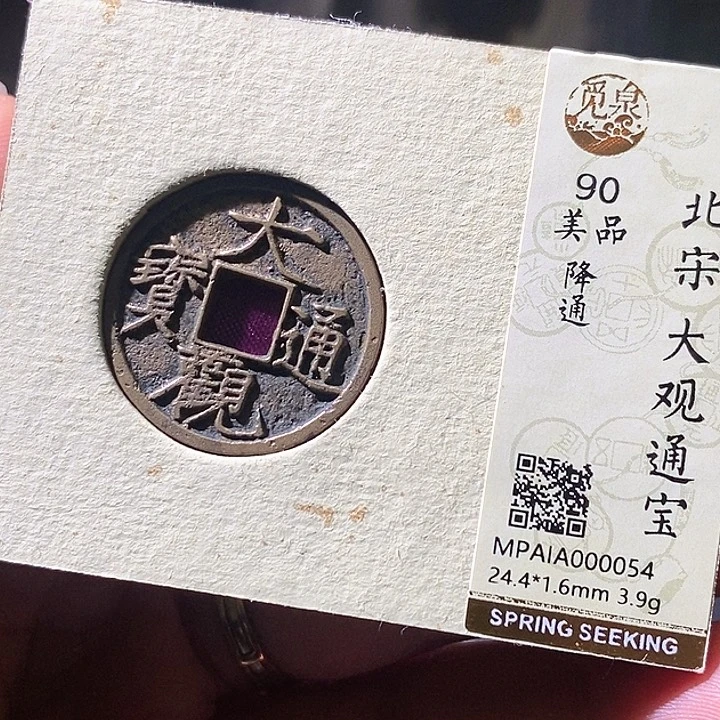 大觀通寶
觅泉
90
美品
降通
北宋 大观通宝
MPAIA000054
24.4*1.6mm 3.9g
SPRING SEEKING